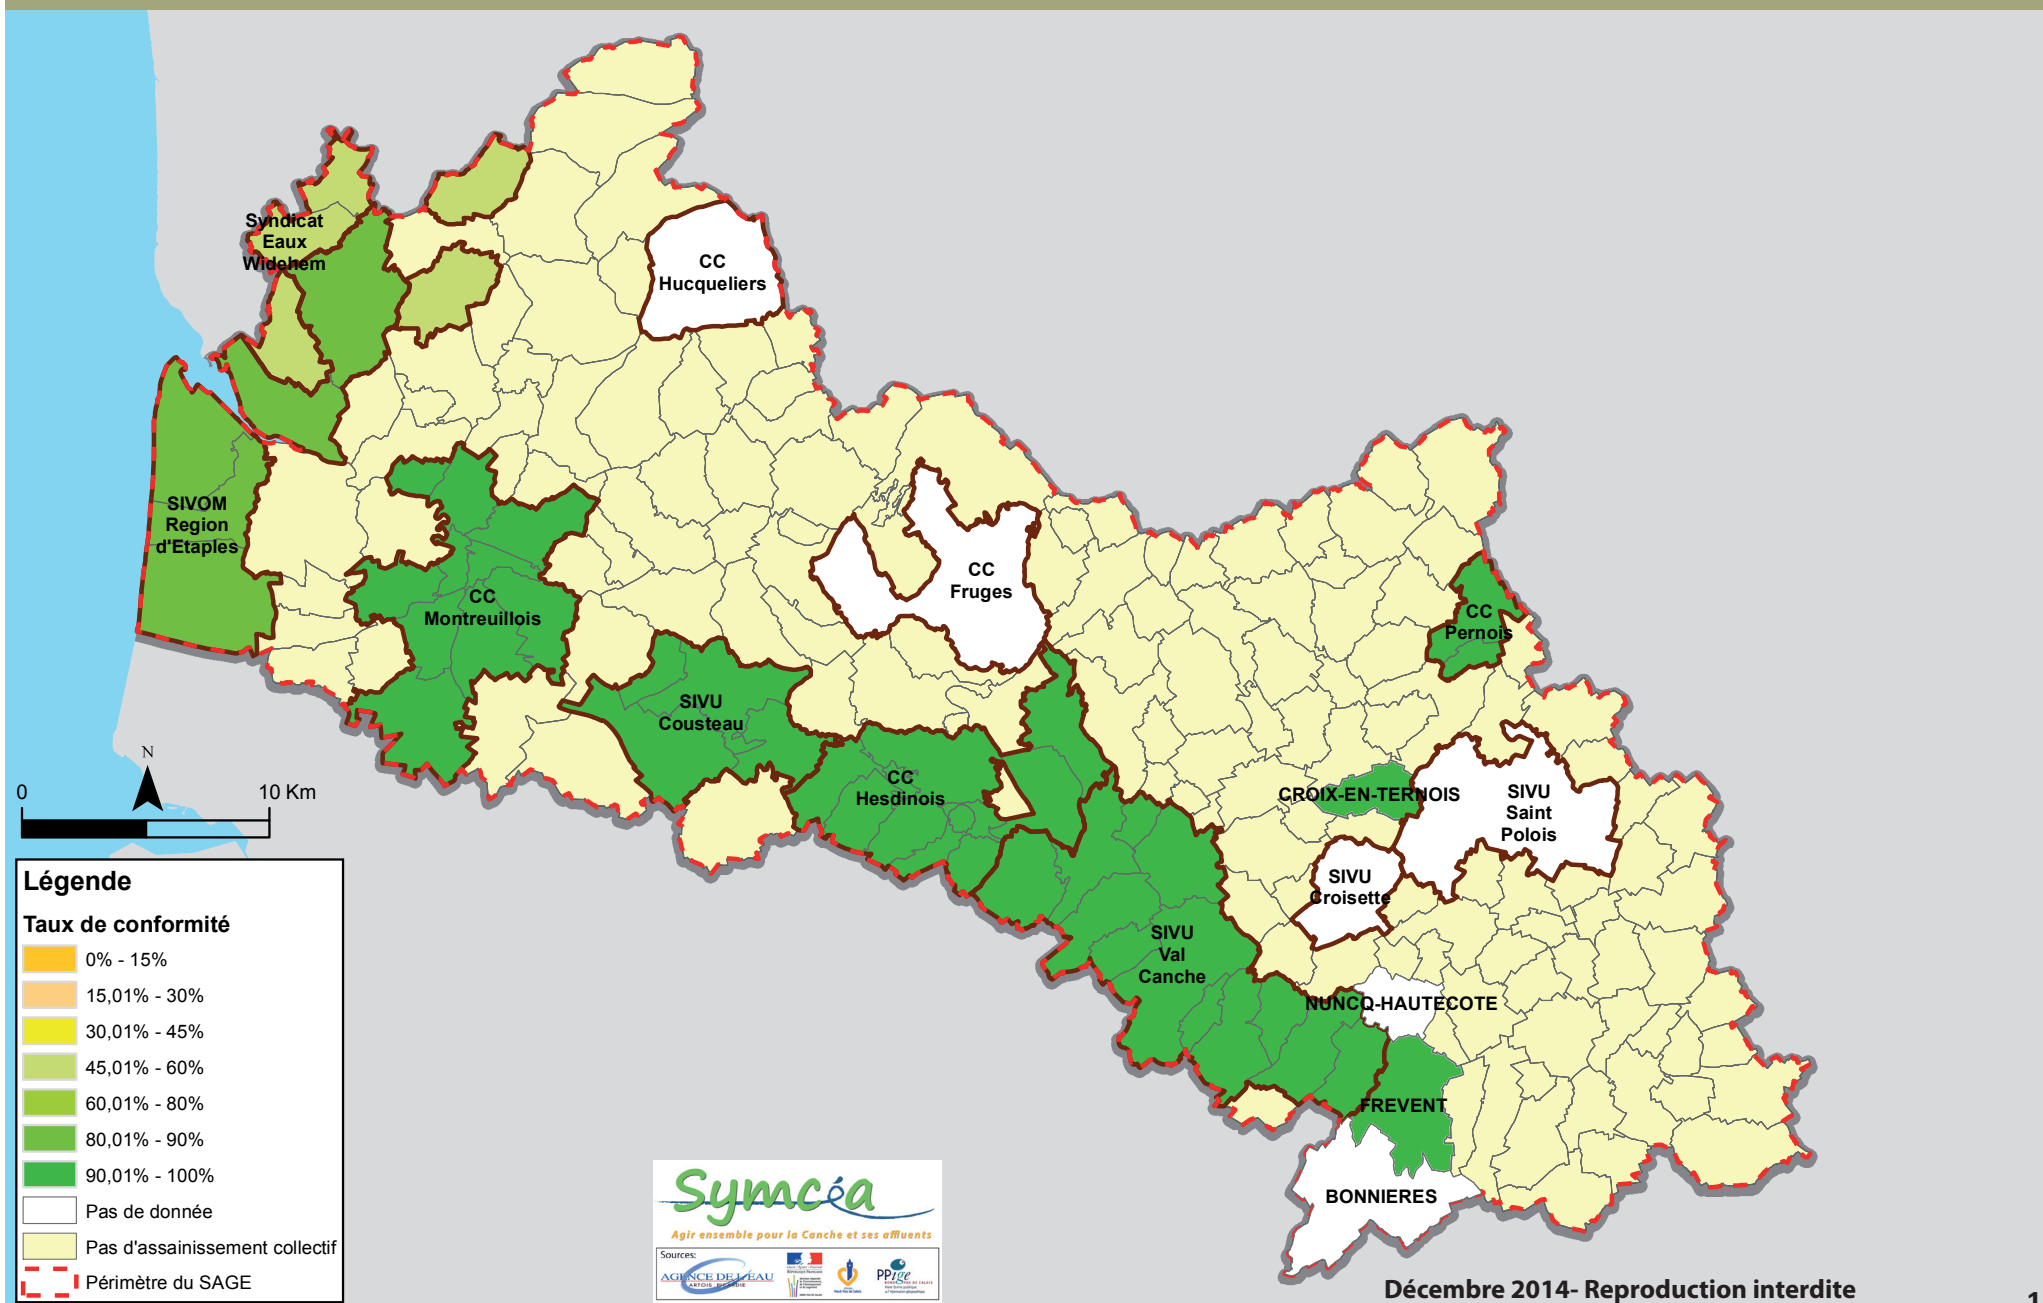 Syndicat
Eaux
Widehem
CC
Hucqueliers
SIVOM
Region
d'Etaples
CC
Montreuillois
CC
Fruges
CC
Pernois
SIVU
Cousteau
CC
Hesdinois
CROIX-EN-TERNOIS
SIVU
Saint
Polois
SIVU
Croisette
SIVU
Val
Canche
NUNCQ-HAUTECOTE
FREVENT
BONNIERES
N
0 10 Km
Légende
Taux de conformité
0% - 15%
15,01% - 30%
30,01% - 45%
45,01% - 60%
60,01% - 80%
80,01% - 90%
90,01% - 100%
Pas de donnée
Pas d'assainissement collectif
Périmètre du SAGE
Symcéa
Agir ensemble pour la Canche et ses affluents
Sources:
AGENCE DE L'EAU
ARTOIS PICARDIE
PPige
Décembre 2014- Reproduction interdite